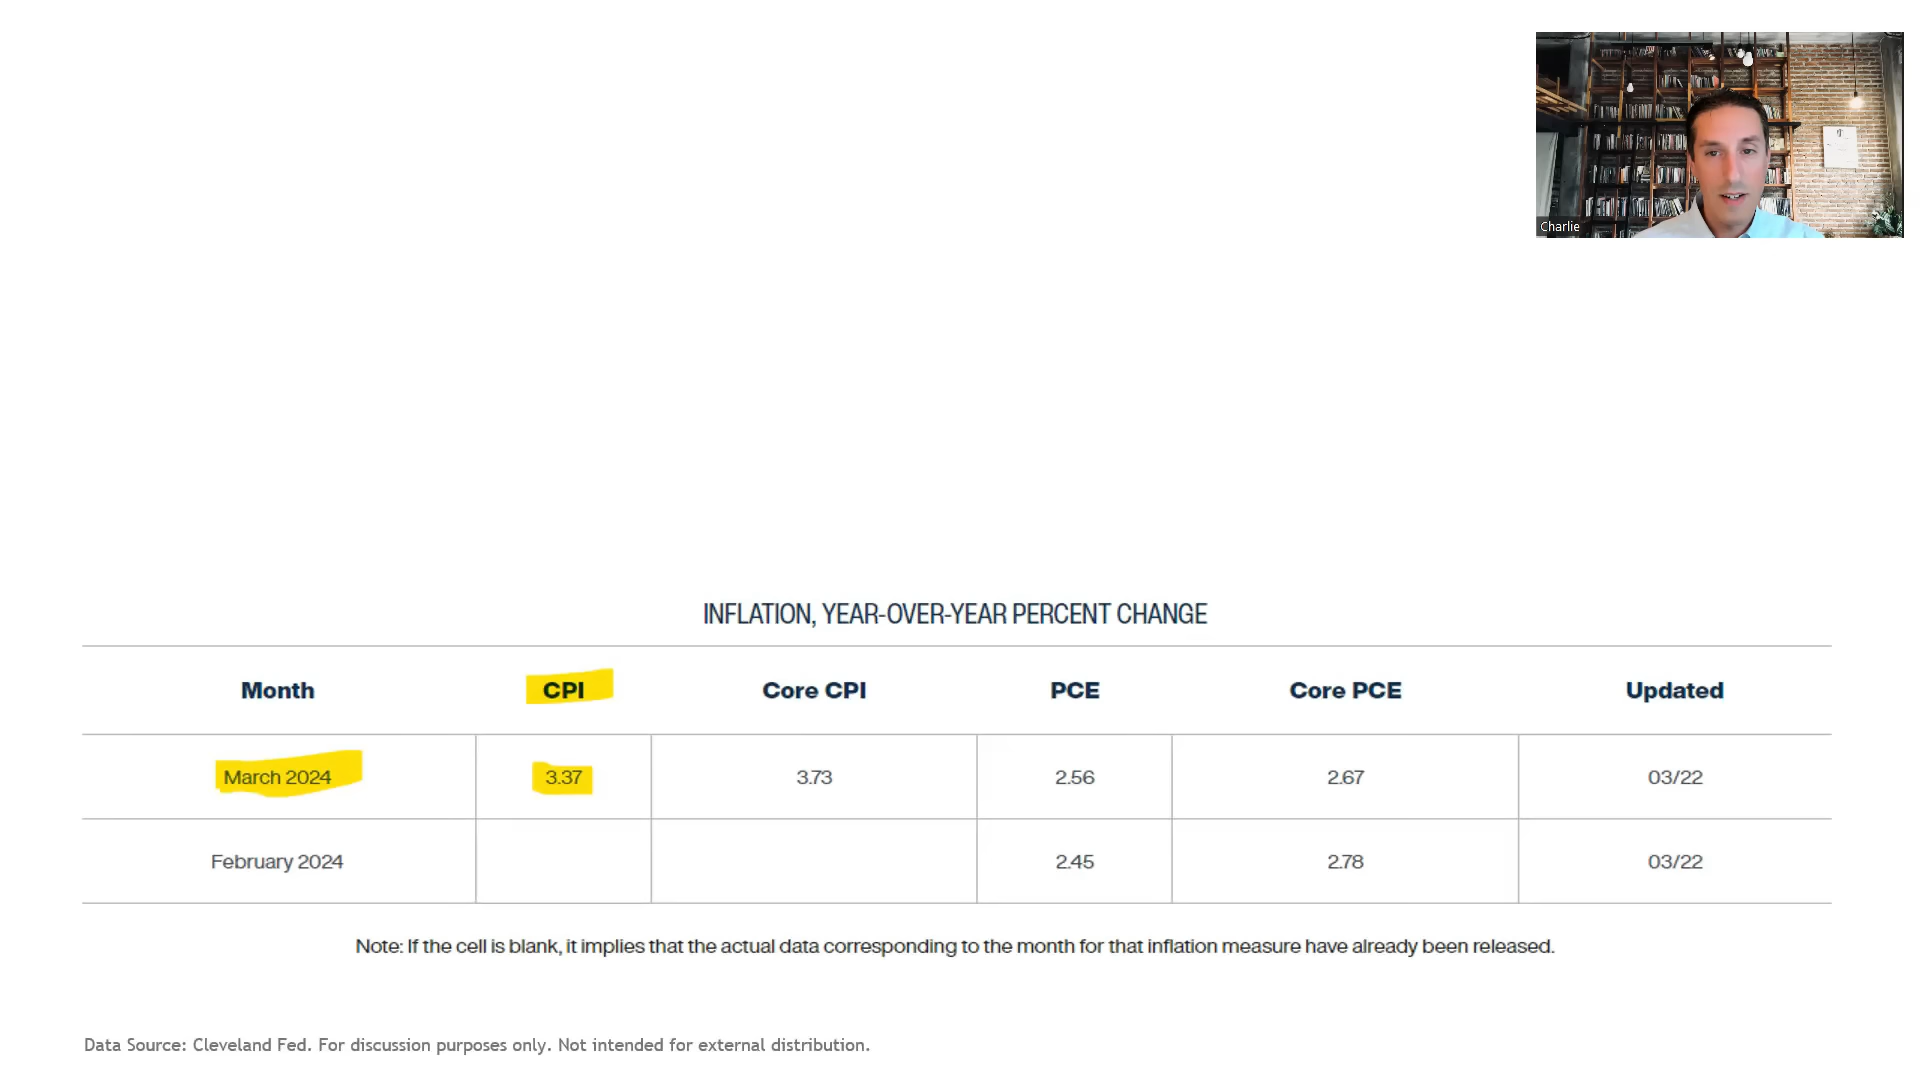 Charlie
INFLATION, YEAR-OVER-YEAR PERCENT CHANGE
Month CPI Core CPI PCE Core PCE Updated
March 2024 3.37 3.73 2.56 2.67 03/22
February 2024 2.45 2.78 03/22
Note: If the cell is blank, it implies that the actual data corresponding to the month for that inflation measure have already been released.
Data Source: Cleveland Fed. For discussion purposes only. Not intended for external distribution.